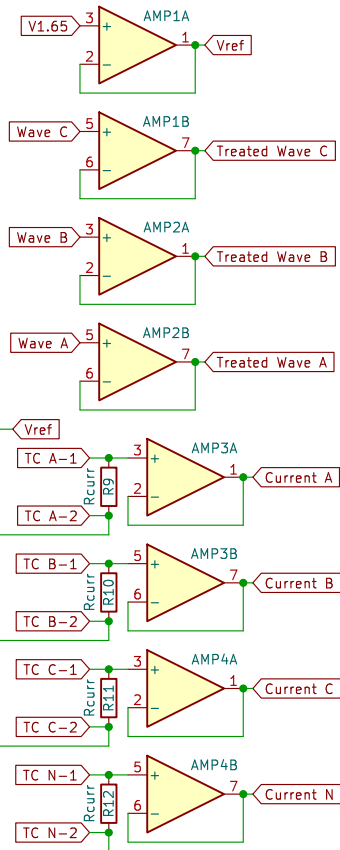 AMP1A
V1.65 3 + 1 Vref
2 −
AMP1B
Wave C 5 + 7 Treated Wave C
6 −
AMP2A
Wave B 3 + 1 Treated Wave B
2 −
AMP2B
Wave A 5 + 7 Treated Wave A
6 −
Vref
AMP3A
TC A-1 3 + 1 Current A
Rcurr R9 2 −
TC A-2
AMP3B
TC B-1 5 + 7 Current B
Rcurr R10 6 −
TC B-2
AMP4A
TC C-1 3 + 1 Current C
Rcurr R11 2 −
TC C-2
AMP4B
TC N-1 5 + 7 Current N
Rcurr R12 6 −
TC N-2